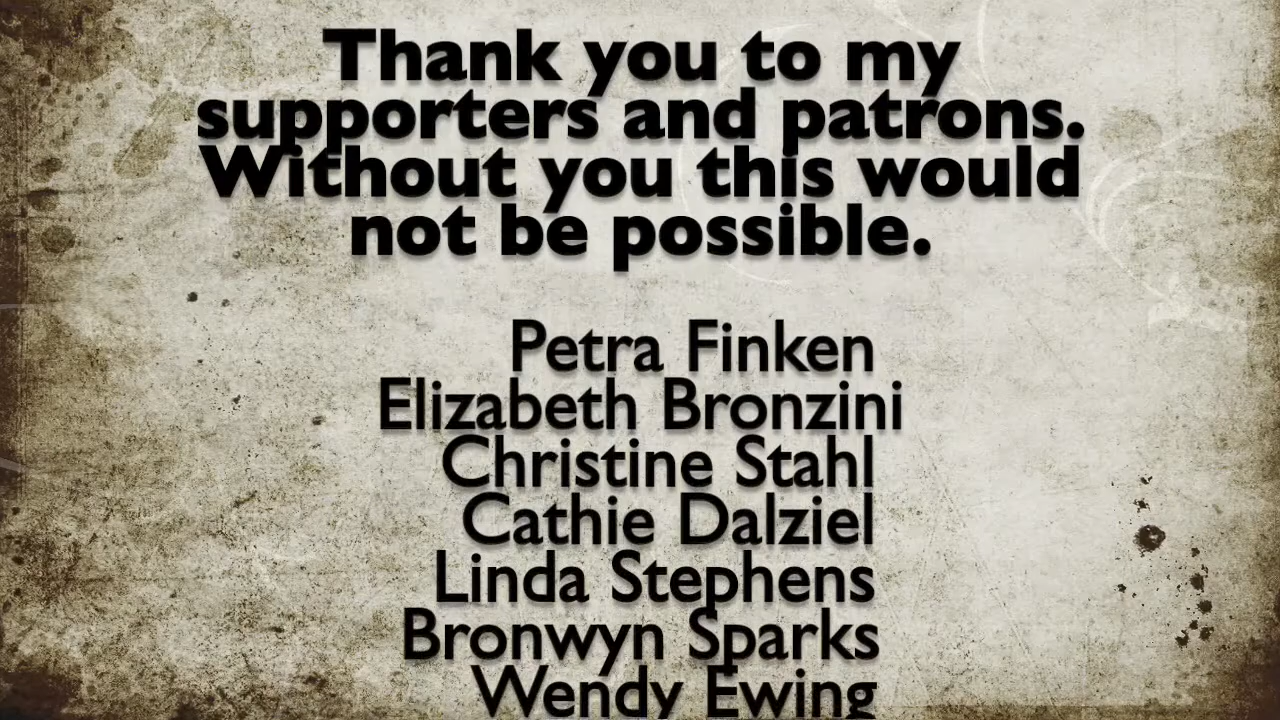 Thank you to my
supporters and patrons.
Without you this would
not be possible.
Petra Finken
Elizabeth Bronzini
Christine Stahl
Cathie Dalziel
Linda Stephens
Bronwyn Sparks
Wendy Ewing